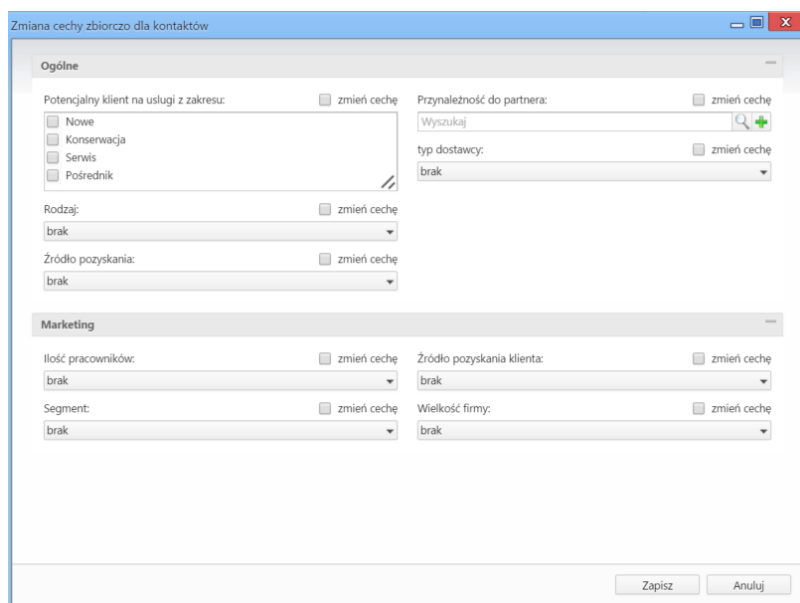 Zmiana cechy zbiorczo dla kontaktów
Ogólne
Potencjalny klient na usługi z zakresu:
zmień cechę
Nowe
Konserwacja
Serwis
Pośrednik
Rodzaj:
zmień cechę
brak
Źródło pozyskania:
zmień cechę
brak
Przynależność do partnera:
zmień cechę
Wyszukaj
typ dostawcy:
zmień cechę
brak
Marketing
Ilość pracowników:
zmień cechę
brak
Segment:
zmień cechę
brak
Źródło pozyskania klienta:
zmień cechę
brak
Wielkość firmy:
zmień cechę
brak
Zapisz
Anuluj